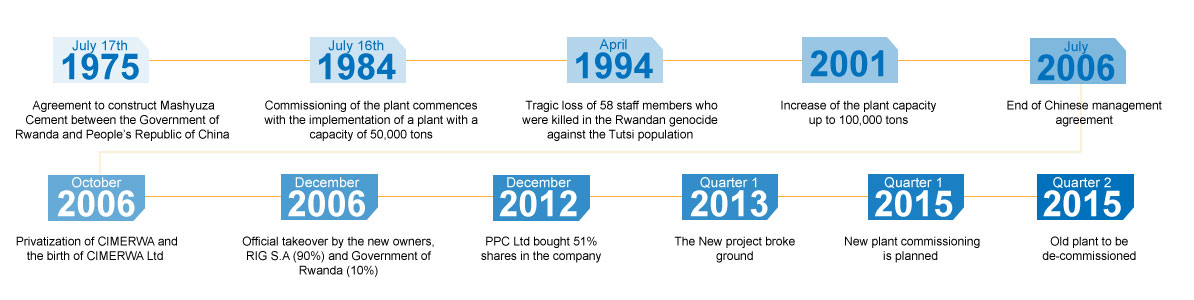 July 17th
1975
Agreement to construct Mashyuza
Cement between the Government of
Rwanda and People's Republic of China
July 16th
1984
Commissioning of the plant commences
with the implementation of a plant with a
capacity of 50,000 tons
April
1994
Tragic loss of 58 staff members who
were killed in the Rwandan genocide
against the Tutsi population
2001
Increase of the plant capacity
up to 100,000 tons
July
2006
End of Chinese management
agreement
October
2006
Privatization of CIMERWA and
the birth of CIMERWA Ltd
December
2006
Official takeover by the new owners,
RIG S.A (90%) and Government of
Rwanda (10%)
December
2012
PPC Ltd bought 51%
shares in the company
Quarter 1
2013
The New project broke
ground
Quarter 1
2015
New plant commissioning
is planned
Quarter 2
2015
Old plant to be
de-commissioned